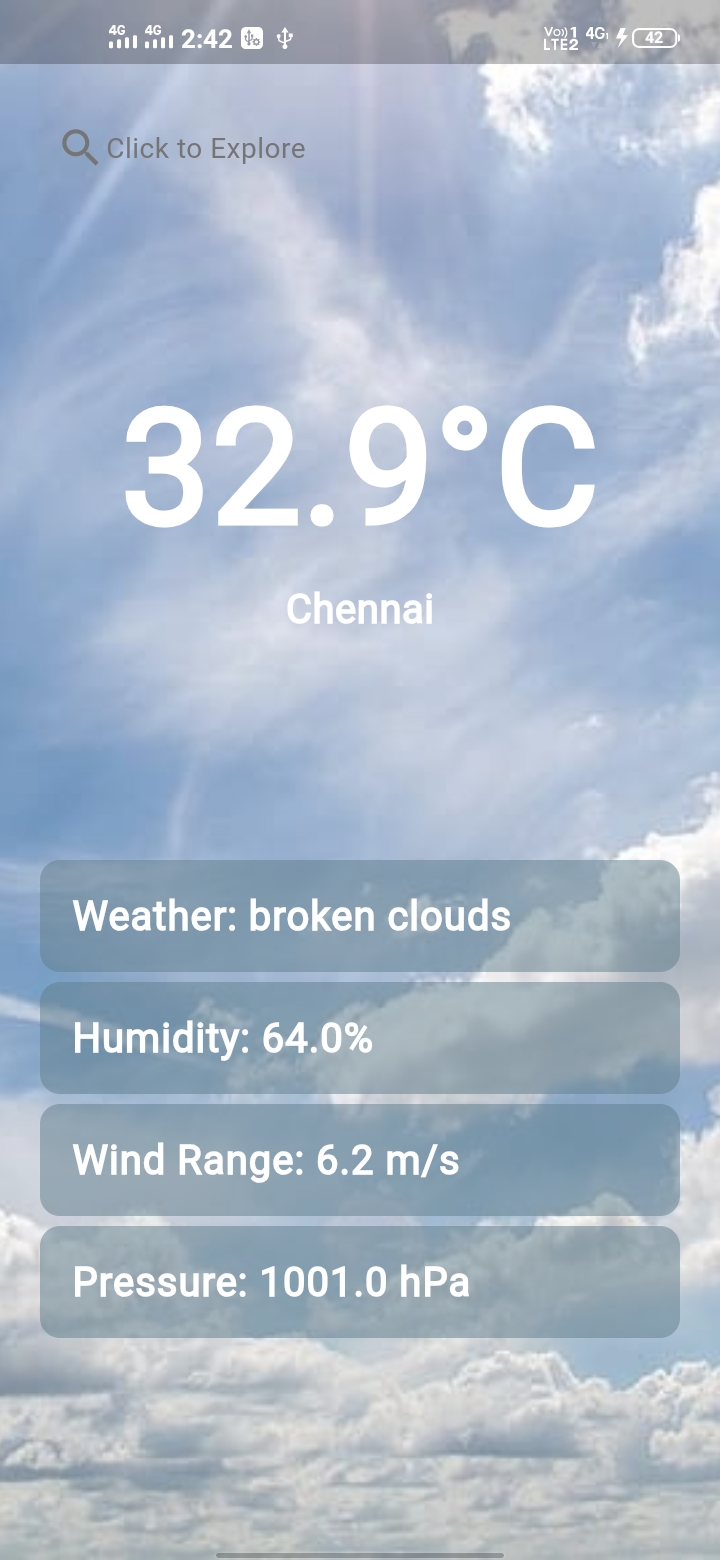 4G 4G 2:42 Vo) 1 LTE2 4G 42
Click to Explore
32.9°C
Chennai
Weather: broken clouds
Humidity: 64.0%
Wind Range: 6.2 m/s
Pressure: 1001.0 hPa